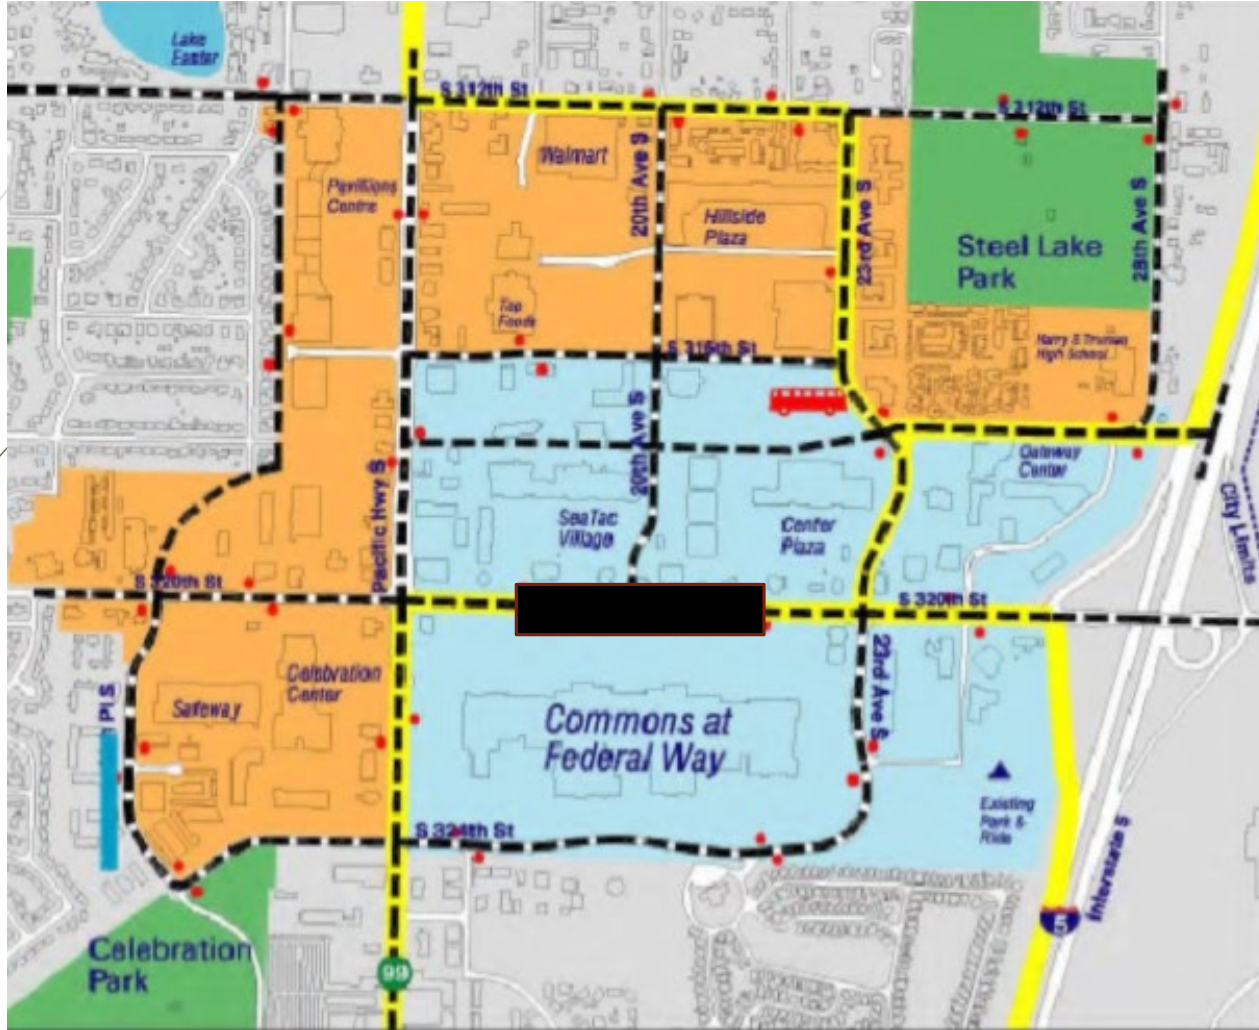 Lake
Easter
S 312th St
S 312th St
Walmart
20th Ave S
Pavilions
Centre
Hillside
Plaza
23rd Ave S
28th Ave S
Steel Lake
Park
Top
Foods
S 316th St
Harry S Truman
High School
20th Ave S
Gateway
Center
Pacific Hwy S
SeaTac
Village
Center
Plaza
City Limits
S 320th St
S 320th St
23rd Ave S
Celebration
Center
Safeway
S Pl
Commons at
Federal Way
Existing
Park &
Ride
S 324th St
Interstate 5
5
Celebration
Park
99